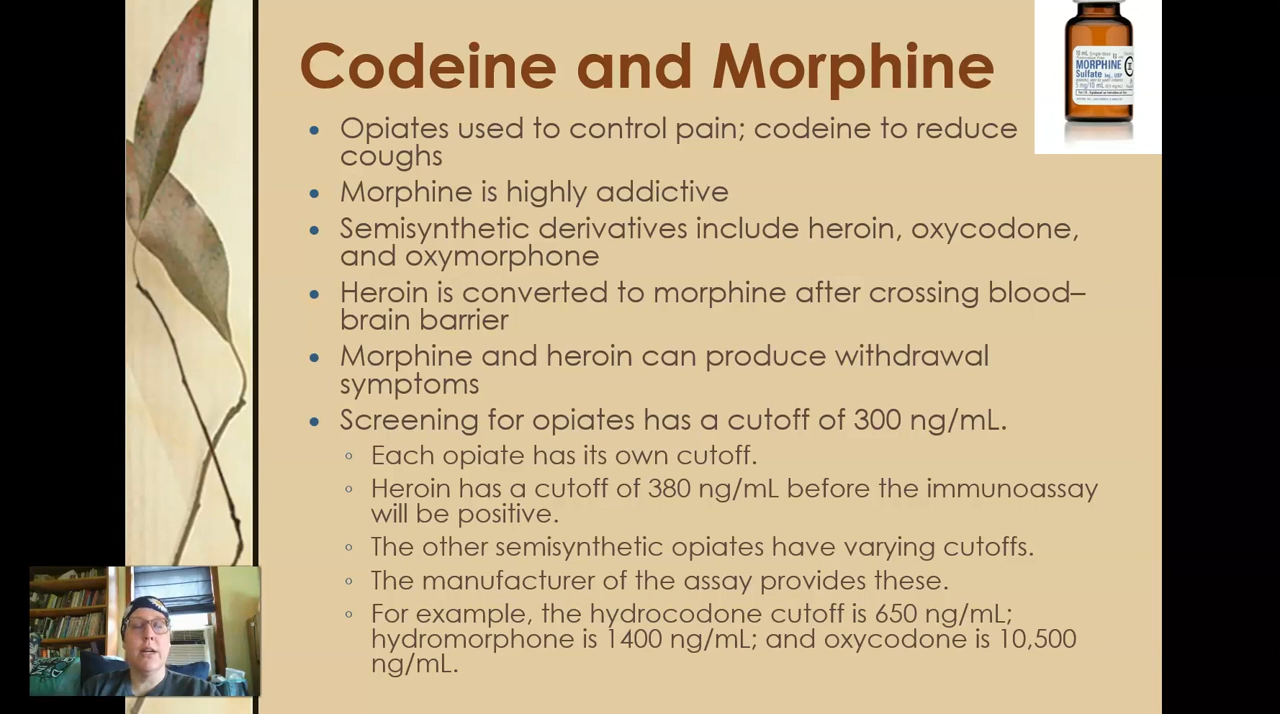 Codeine and Morphine
10 mL
MORPHINE
Sulfate Inj., USP
• Opiates used to control pain; codeine to reduce
coughs
• Morphine is highly addictive
• Semisynthetic derivatives include heroin, oxycodone,
and oxymorphone
• Heroin is converted to morphine after crossing blood–
brain barrier
• Morphine and heroin can produce withdrawal
symptoms
• Screening for opiates has a cutoff of 300 ng/mL.
◦ Each opiate has its own cutoff.
◦ Heroin has a cutoff of 380 ng/mL before the immunoassay
will be positive.
◦ The other semisynthetic opiates have varying cutoffs.
◦ The manufacturer of the assay provides these.
◦ For example, the hydrocodone cutoff is 650 ng/mL;
hydromorphone is 1400 ng/mL; and oxycodone is 10,500
ng/mL.